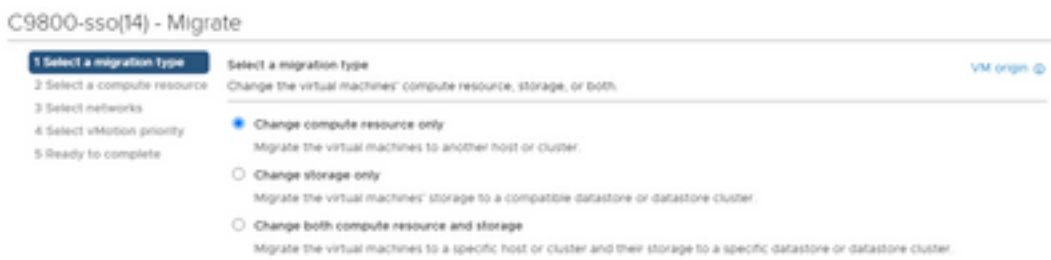 C9800-sso(14) - Migrate
1 Select a migration type
2 Select a compute resource
3 Select networks
4 Select vMotion priority
5 Ready to complete
Select a migration type
VM origin
Change the virtual machines' compute resource, storage, or both.
Change compute resource only
Migrate the virtual machines to another host or cluster.
Change storage only
Migrate the virtual machines' storage to a compatible datastore or datastore cluster.
Change both compute resource and storage
Migrate the virtual machines to a specific host or cluster and their storage to a specific datastore or datastore cluster.